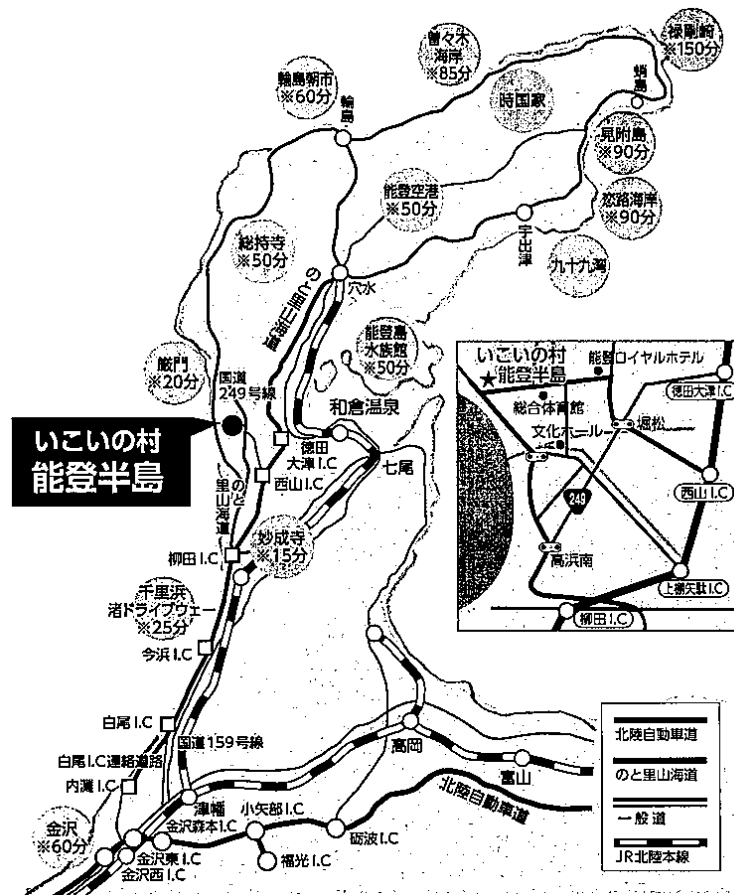 禄剛崎
※150分
曽々木
海岸
※85分
輪島朝市
※60分
輪島
時国家
蛸島
見附島
※90分
能登空港
※50分
恋路海岸
※90分
宇出津
総持寺
※50分
九十九湾
穴水
のと里山海道
能登島
水族館
※50分
巌門
※20分
国道
249号線
和倉温泉
いこいの村
能登半島
徳田
大津I.C
七尾
西山I.C
のと
里山海道
妙成寺
※15分
柳田I.C
千里浜
渚ドライブウェー
※25分
今浜I.C
白尾I.C
国道159号線
白尾I.C連絡道路
内灘I.C
高岡
富山
津幡
北陸自動車道
小矢部I.C
金沢森本I.C
砺波I.C
金沢
※60分
金沢東I.C
福光I.C
金沢西I.C
いこいの村
能登半島
能登ロイヤルホテル
徳田大津I.C
総合体育館
文化ホール
堀松
西山I.C
249
高浜南
上棚矢駄I.C
柳田I.C
北陸自動車道
のと里山海道
一般道
JR北陸本線